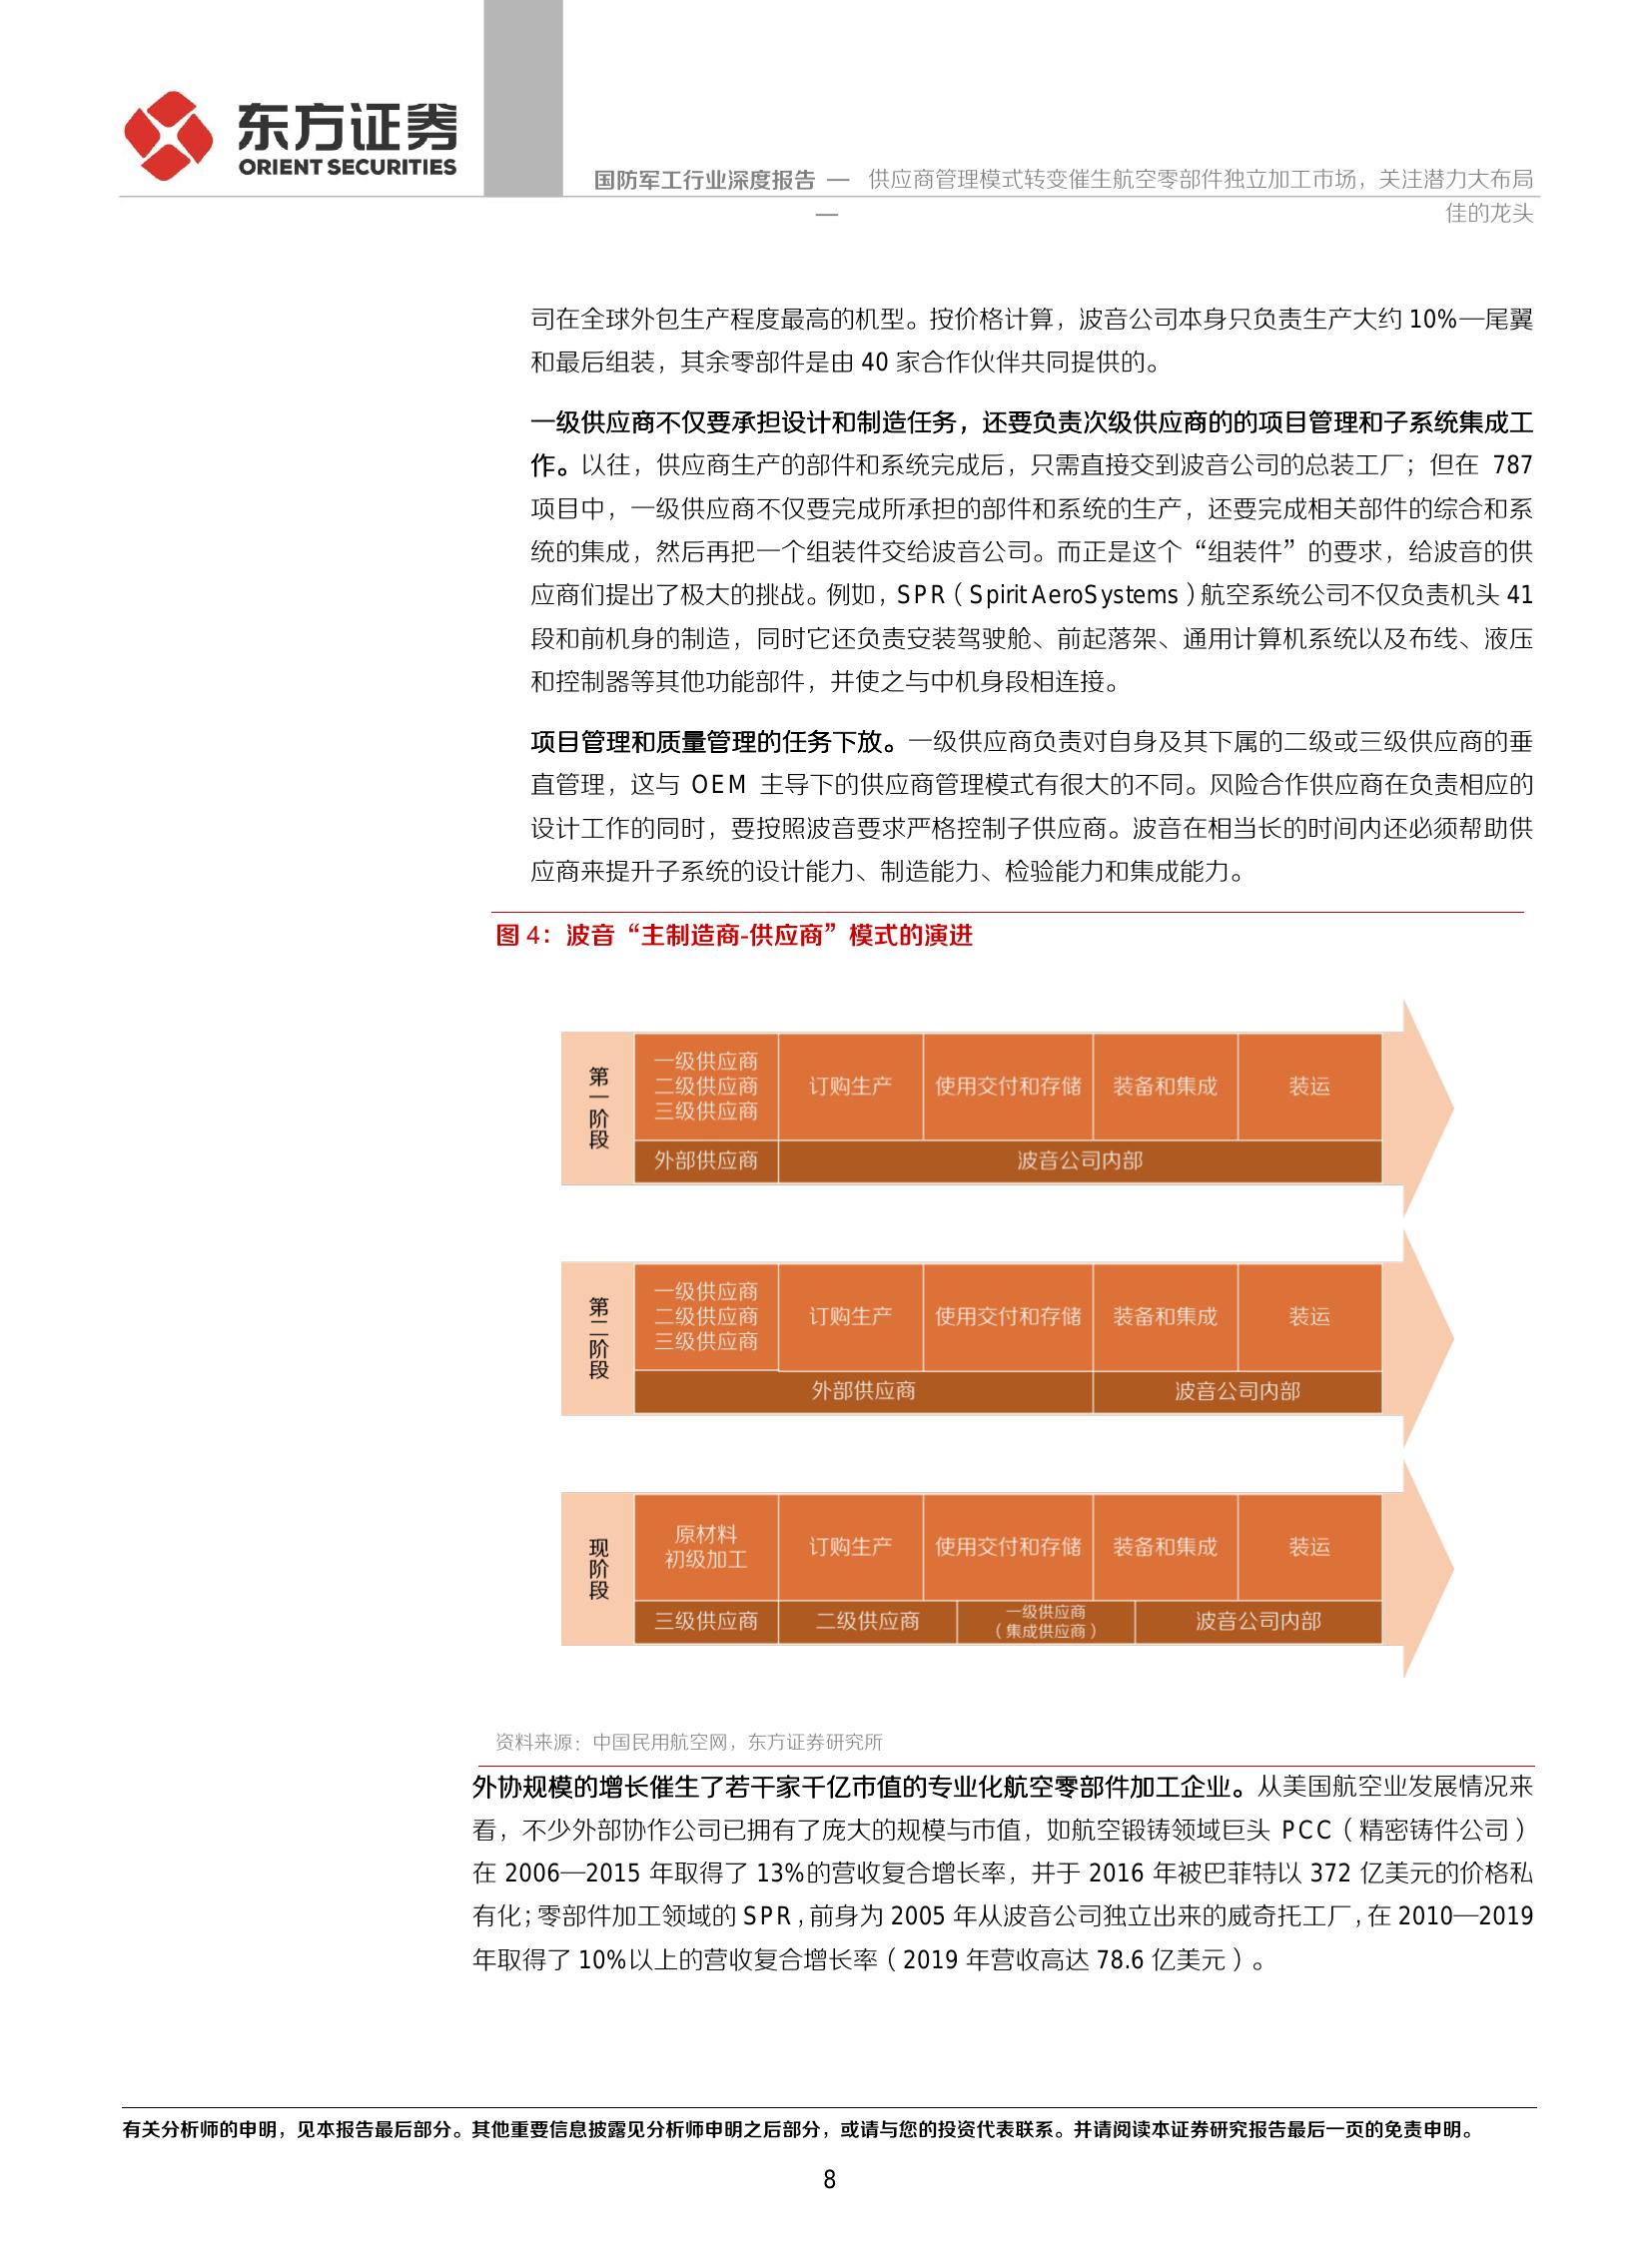 东方证券
ORIENT SECURITIES
国防军工行业深度报告 — 供应商管理模式转变催生航空零部件独立加工市场，关注潜力大布局
— 佳的龙头
司在全球外包生产程度最高的机型。按价格计算，波音公司本身只负责生产大约 10%—尾翼
和最后组装，其余零部件是由 40 家合作伙伴共同提供的。
一级供应商不仅要承担设计和制造任务，还要负责次级供应商的的项目管理和子系统集成工
作。以往，供应商生产的部件和系统完成后，只需直接交到波音公司的总装工厂；但在 787
项目中，一级供应商不仅要完成所承担的部件和系统的生产，还要完成相关部件的综合和系
统的集成，然后再把一个组装件交给波音公司。而正是这个“组装件”的要求，给波音的供
应商们提出了极大的挑战。例如，SPR（Spirit AeroSystems）航空系统公司不仅负责机头 41
段和前机身的制造，同时它还负责安装驾驶舱、前起落架、通用计算机系统以及布线、液压
和控制器等其他功能部件，并使之与中机身段相连接。
项目管理和质量管理的任务下放。一级供应商负责对自身及其下属的二级或三级供应商的垂
直管理，这与 OEM 主导下的供应商管理模式有很大的不同。风险合作供应商在负责相应的
设计工作的同时，要按照波音要求严格控制子供应商。波音在相当长的时间内还必须帮助供
应商来提升子系统的设计能力、制造能力、检验能力和集成能力。
图 4：波音“主制造商-供应商”模式的演进
第一阶段
一级供应商
二级供应商
三级供应商
订购生产 使用交付和存储 装备和集成 装运
外部供应商 波音公司内部
第二阶段
一级供应商
二级供应商
三级供应商
订购生产 使用交付和存储 装备和集成 装运
外部供应商 波音公司内部
现阶段
原材料
初级加工
订购生产 使用交付和存储 装备和集成 装运
三级供应商 二级供应商 一级供应商
（集成供应商） 波音公司内部
资料来源：中国民用航空网，东方证券研究所
外协规模的增长催生了若干家千亿市值的专业化航空零部件加工企业。从美国航空业发展情况来
看，不少外部协作公司已拥有了庞大的规模与市值，如航空锻铸领域巨头 PCC（精密铸件公司）
在 2006—2015 年取得了 13%的营收复合增长率，并于 2016 年被巴菲特以 372 亿美元的价格私
有化；零部件加工领域的 SPR，前身为 2005 年从波音公司独立出来的威奇托工厂，在 2010—2019
年取得了 10%以上的营收复合增长率（2019 年营收高达 78.6 亿美元）。
有关分析师的申明，见本报告最后部分。其他重要信息披露见分析师申明之后部分，或请与您的投资代表联系。并请阅读本证券研究报告最后一页的免责申明。
8